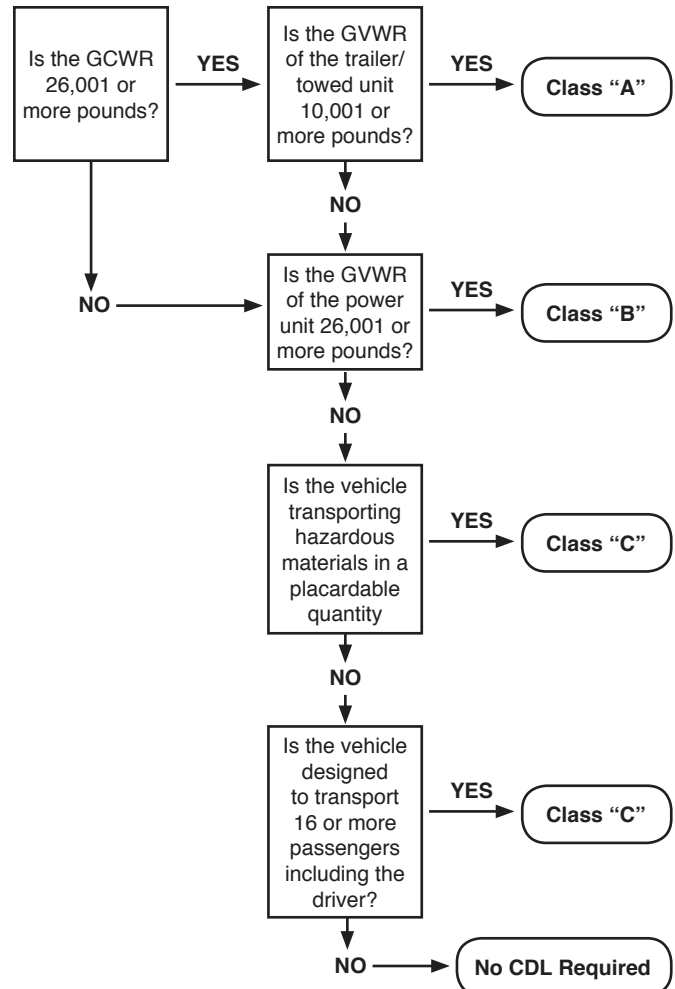 Is the GCWR
26,001 or
more pounds?
YES
Is the GVWR
of the trailer/
towed unit
10,001 or
more pounds?
YES
Class “A”
NO
NO
Is the GVWR
of the power
unit 26,001 or
more pounds?
YES
Class “B”
NO
Is the vehicle
transporting
hazardous
materials in a
placardable
quantity
YES
Class “C”
NO
Is the vehicle
designed
to transport
16 or more
passengers
including the
driver?
YES
Class “C”
NO
No CDL Required